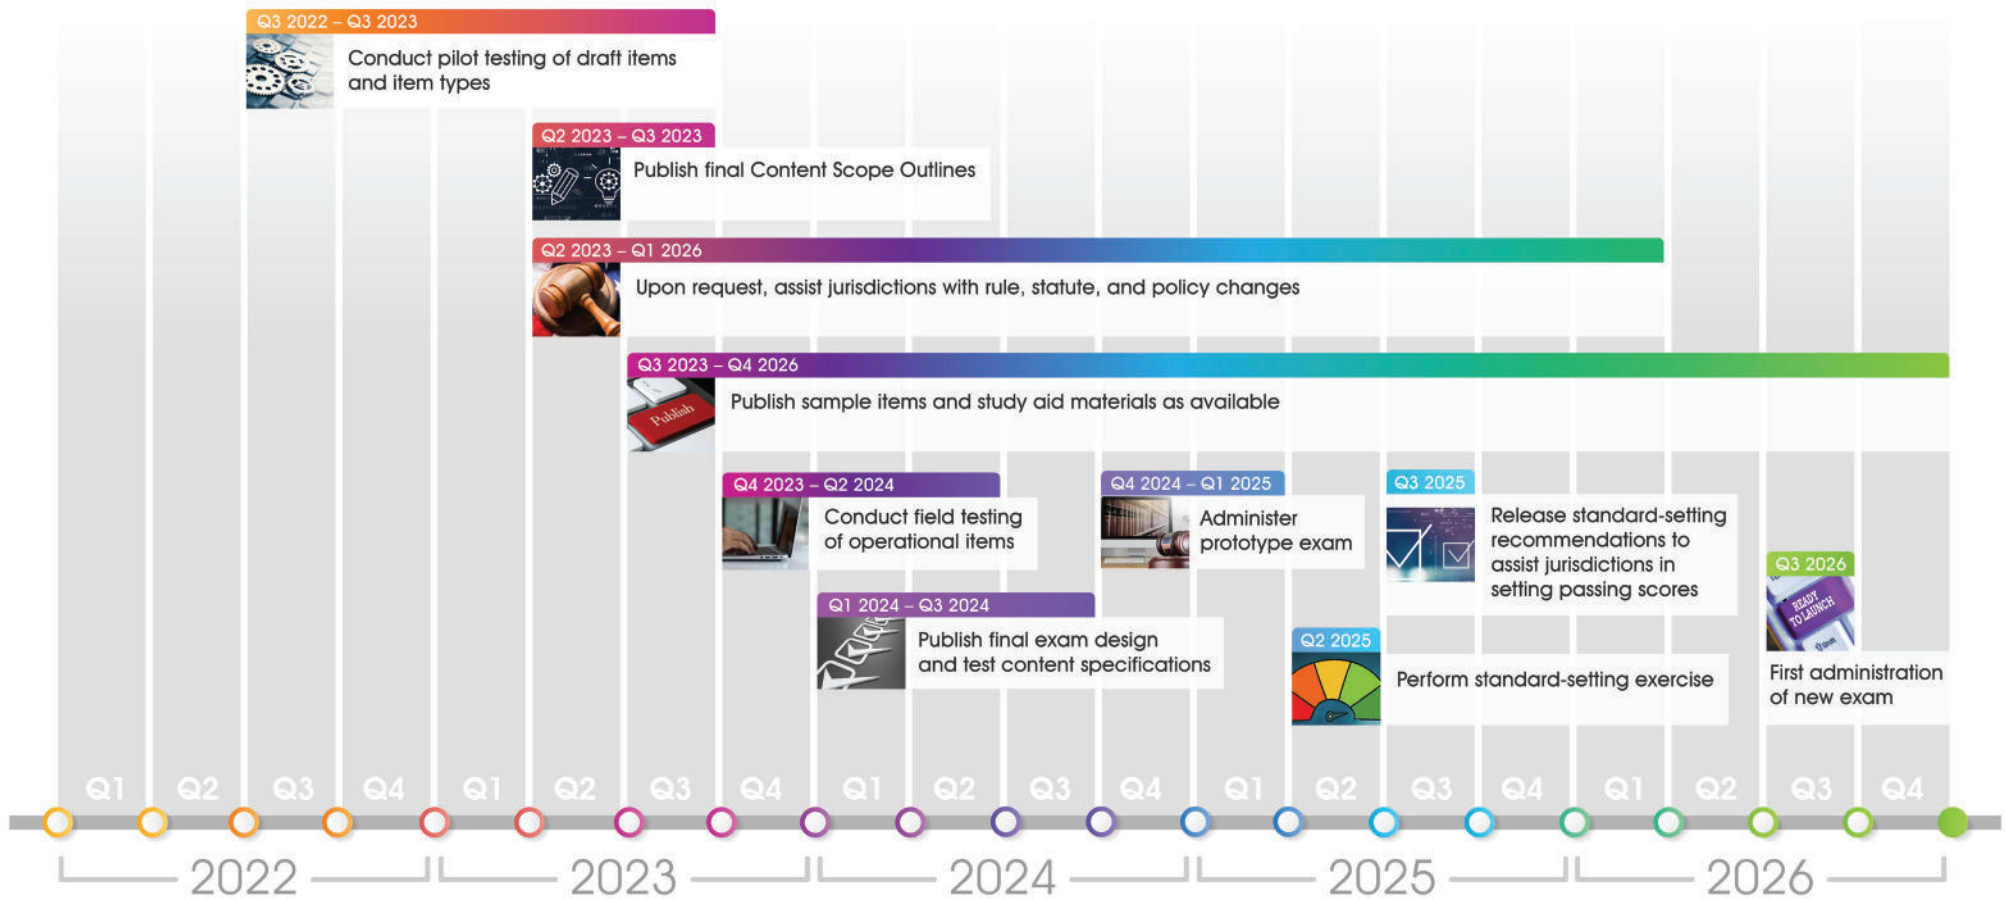 Q3 2022 – Q3 2023
Conduct pilot testing of draft items
and item types
Q2 2023 – Q3 2023
Publish final Content Scope Outlines
Q2 2023 – Q1 2026
Upon request, assist jurisdictions with rule, statute, and policy changes
Q3 2023 – Q4 2026
Publish
Publish sample items and study aid materials as available
Q4 2023 – Q2 2024
Conduct field testing
of operational items
Q4 2024 – Q1 2025
Administer
prototype exam
Q3 2025
Release standard-setting
recommendations to
assist jurisdictions in
setting passing scores
Q3 2026
READY
TO LAUNCH
First administration
of new exam
Q1 2024 – Q3 2024
Publish final exam design
and test content specifications
Q2 2025
Perform standard-setting exercise
Q1 Q2 Q3 Q4 Q1 Q2 Q3 Q4 Q1 Q2 Q3 Q4 Q1 Q2 Q3 Q4 Q1 Q2 Q3 Q4
2022 2023 2024 2025 2026